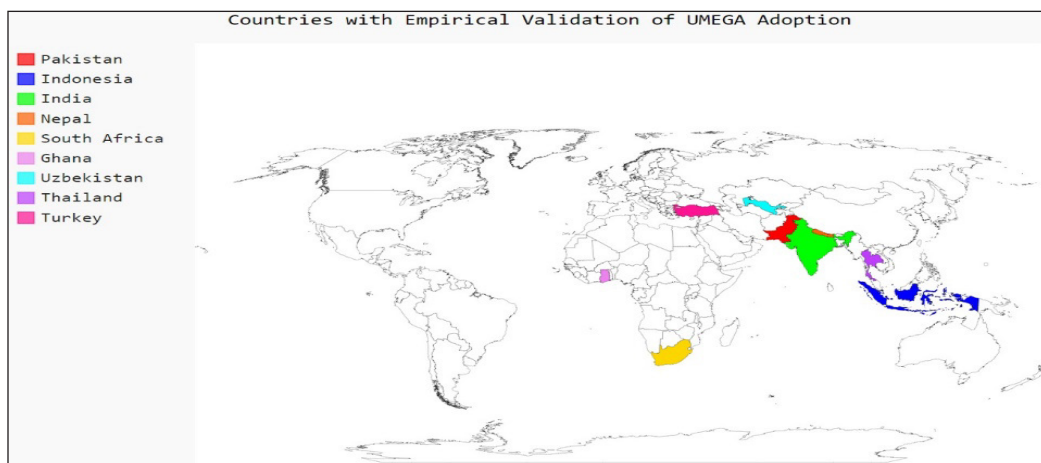 Countries with Empirical Validation of UMEGA Adoption
Pakistan
Indonesia
India
Nepal
South Africa
Ghana
Uzbekistan
Thailand
Turkey